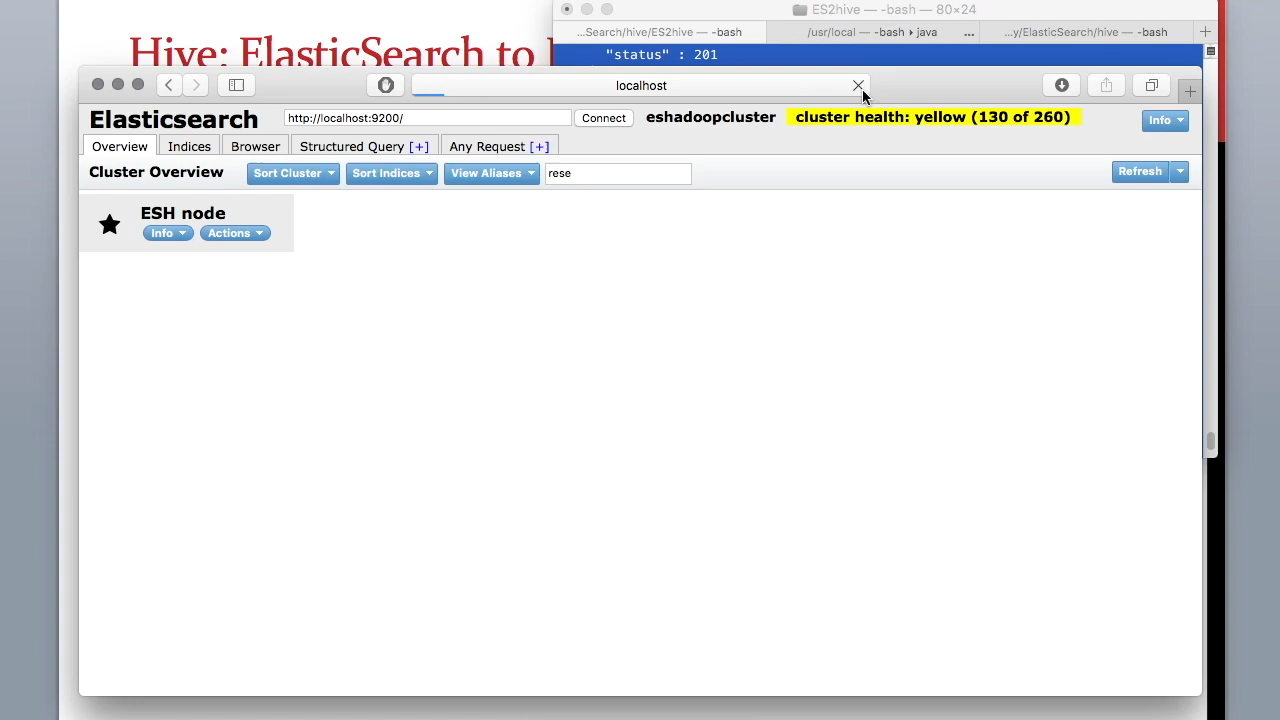 ES2hive — -bash — 80×24
Hive: ElasticSearch to
...Search/hive/ES2hive — -bash
/usr/local — -bash ▸ java
...
...y/ElasticSearch/hive — -bash
+
"status" : 201
localhost
+
Elasticsearch
http://localhost:9200/
Connect
eshadoopcluster
cluster health: yellow (130 of 260)
Info
Overview
Indices
Browser
Structured Query [+]
Any Request [+]
Cluster Overview
Sort Cluster
Sort Indices
View Aliases
rese
Refresh
ESH node
Info
Actions